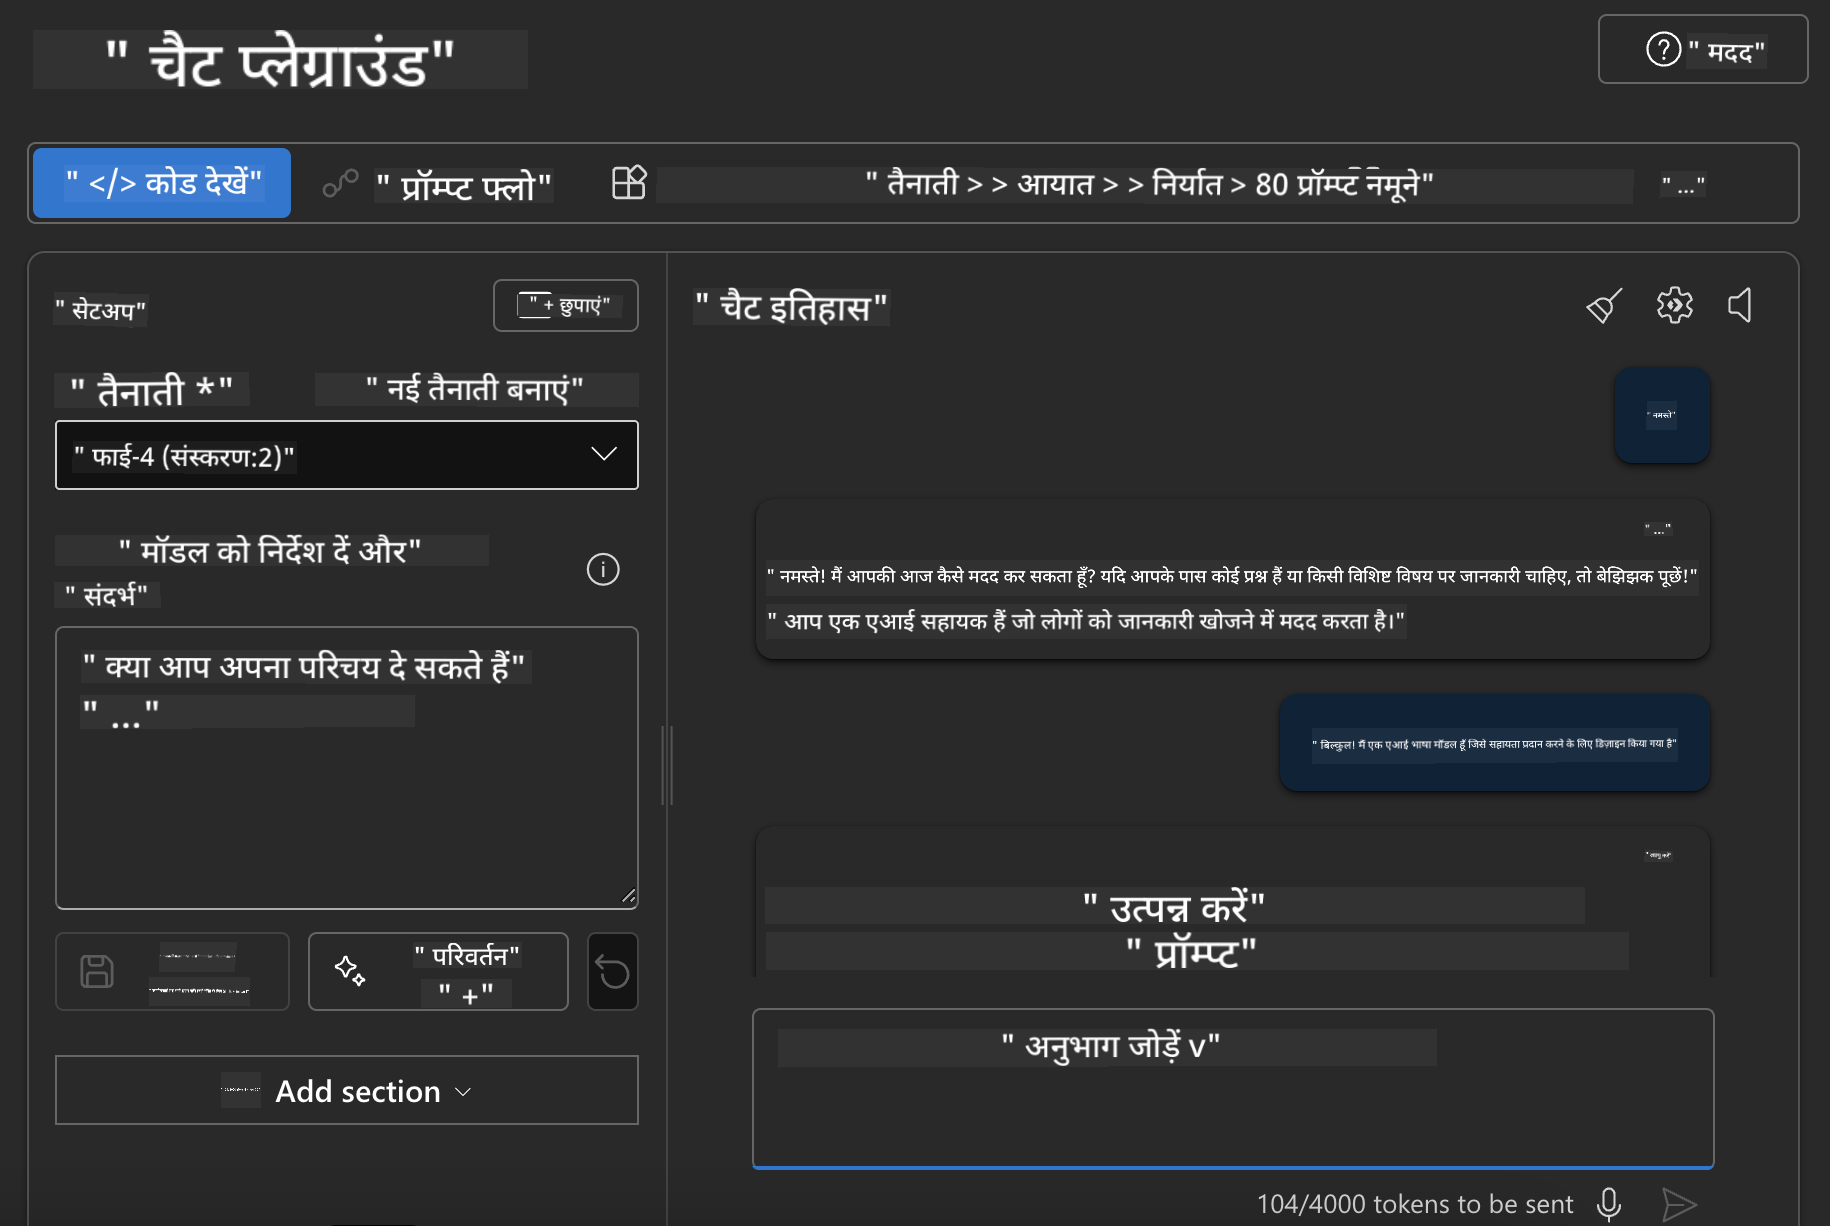 " चैट प्लेग्राउंड"
" मदद"
" </> कोड देखें"
" प्रॉम्प्ट फ्लो"
" तैनाती > > आयात > > निर्यात > 80 प्रॉम्प्ट नमूने"
" ..."
" सेटअप"
" + छुपाएं"
" तैनाती *"
" नई तैनाती बनाएं"
" फाई-4 (संस्करण:2)"
" मॉडल को निर्देश दें और"
" संदर्भ"
" क्या आप अपना परिचय दे सकते हैं"
" ..."
" परिवर्तन"
" +"
Add section
" चैट इतिहास"
" नमस्ते"
" ..."
" नमस्ते! मैं आपकी आज कैसे मदद कर सकता हूँ? यदि आपके पास कोई प्रश्न हैं या किसी विशिष्ट विषय पर जानकारी चाहिए, तो बेझिझक पूछें!"
" आप एक एआई सहायक हैं जो लोगों को जानकारी खोजने में मदद करता है।"
" बिल्कुल! मैं एक एआई भाषा मॉडल हूँ जिसे सहायता प्रदान करने के लिए डिज़ाइन किया गया है"
" उत्पन्न करें"
" प्रॉम्प्ट"
" अनुभाग जोड़ें v"
104/4000 tokens to be sent